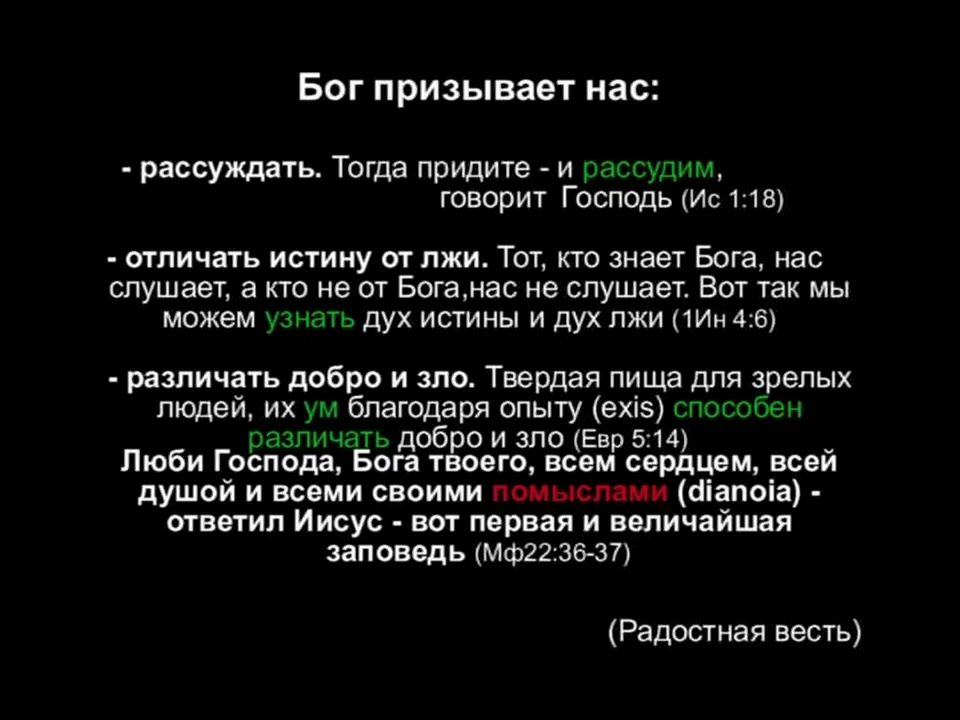 Бог призывает нас:
- рассуждать. Тогда придите - и рассудим,
говорит Господь (Ис 1:18)
- отличать истину от лжи. Тот, кто знает Бога, нас
слушает, а кто не от Бога,нас не слушает. Вот так мы
можем узнать дух истины и дух лжи (1Ин 4:6)
- различать добро и зло. Твердая пища для зрелых
людей, их ум благодаря опыту (exis) способен
различать добро и зло (Евр 5:14)
Люби Господа, Бога твоего, всем сердцем, всей
душой и всеми своими помыслами (dianoia) -
ответил Иисус - вот первая и величайшая
заповедь (Мф22:36-37)
(Радостная весть)